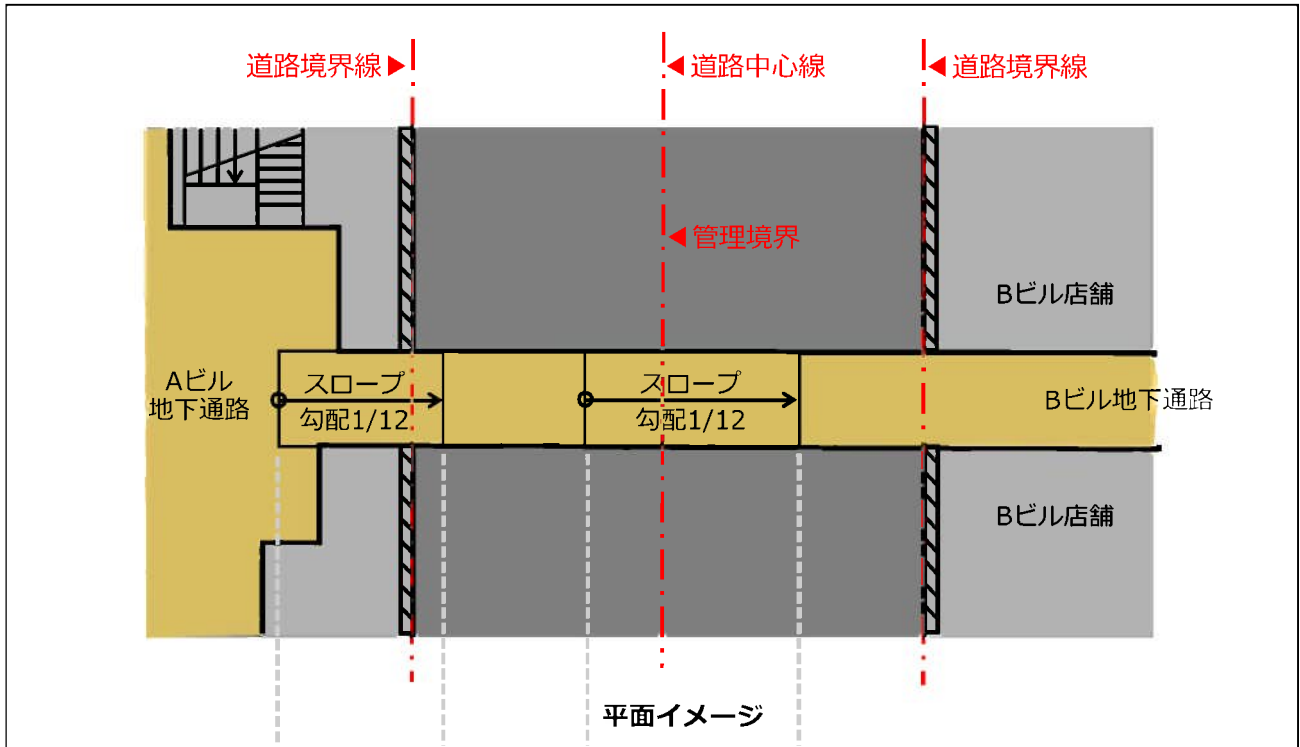 道路境界線
道路中心線
道路境界線
管理境界
Bビル店舗
Aビル
地下通路
スロープ
勾配1/12
スロープ
勾配1/12
Bビル地下通路
Bビル店舗
平面イメージ